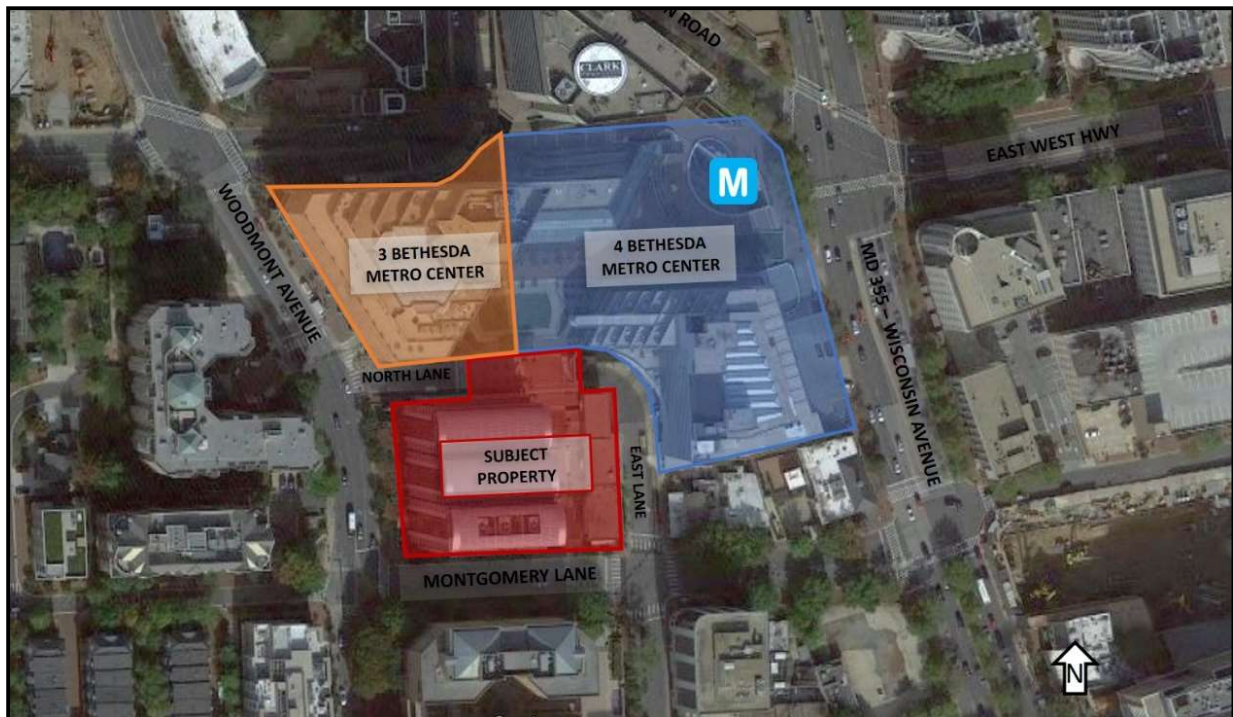 CLARK
N ROAD
EAST WEST HWY
M
WOODMONT AVENUE
3 BETHESDA
METRO CENTER
4 BETHESDA
METRO CENTER
MD 355 – WISCONSIN AVENUE
NORTH LANE
SUBJECT
PROPERTY
EAST LANE
MONTGOMERY LANE
N